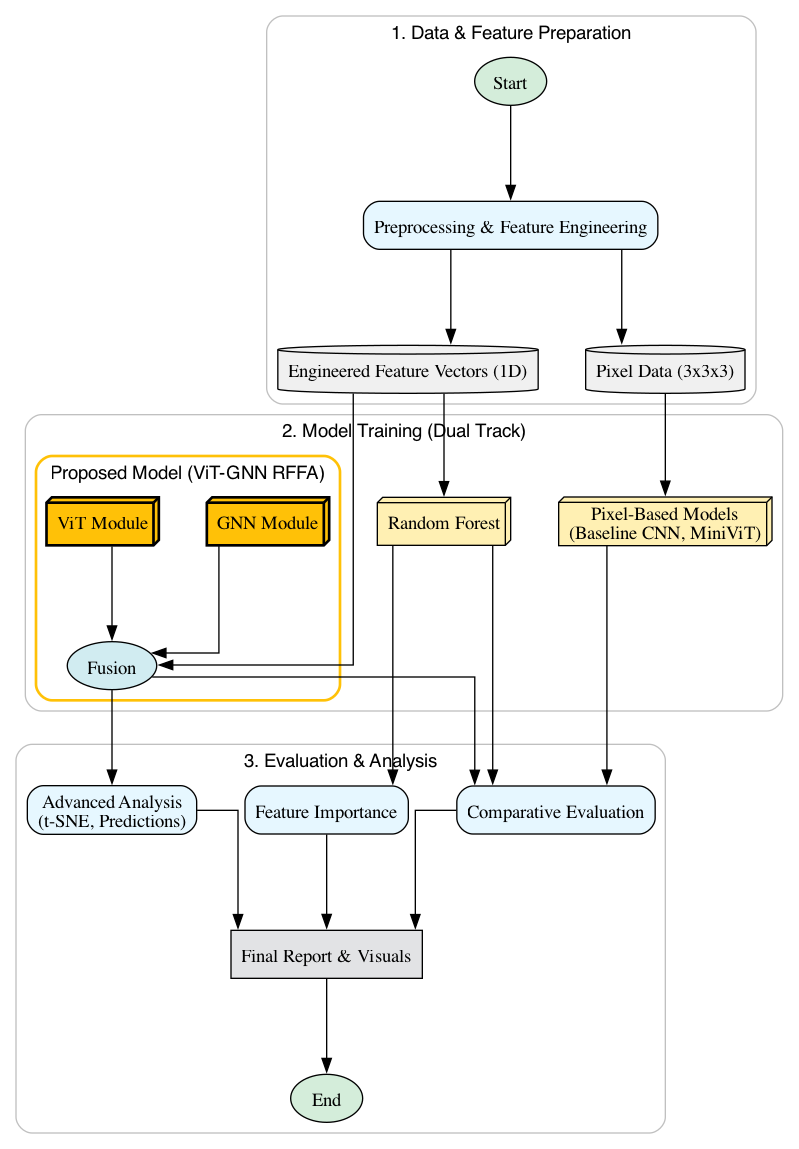 1. Data & Feature Preparation
Start
Preprocessing & Feature Engineering
Engineered Feature Vectors (1D)
Pixel Data (3x3x3)
2. Model Training (Dual Track)
Proposed Model (ViT-GNN RFFA)
ViT Module
GNN Module
Random Forest
Pixel-Based Models
(Baseline CNN, MiniViT)
Fusion
3. Evaluation & Analysis
Advanced Analysis
(t-SNE, Predictions)
Feature Importance
Comparative Evaluation
Final Report & Visuals
End